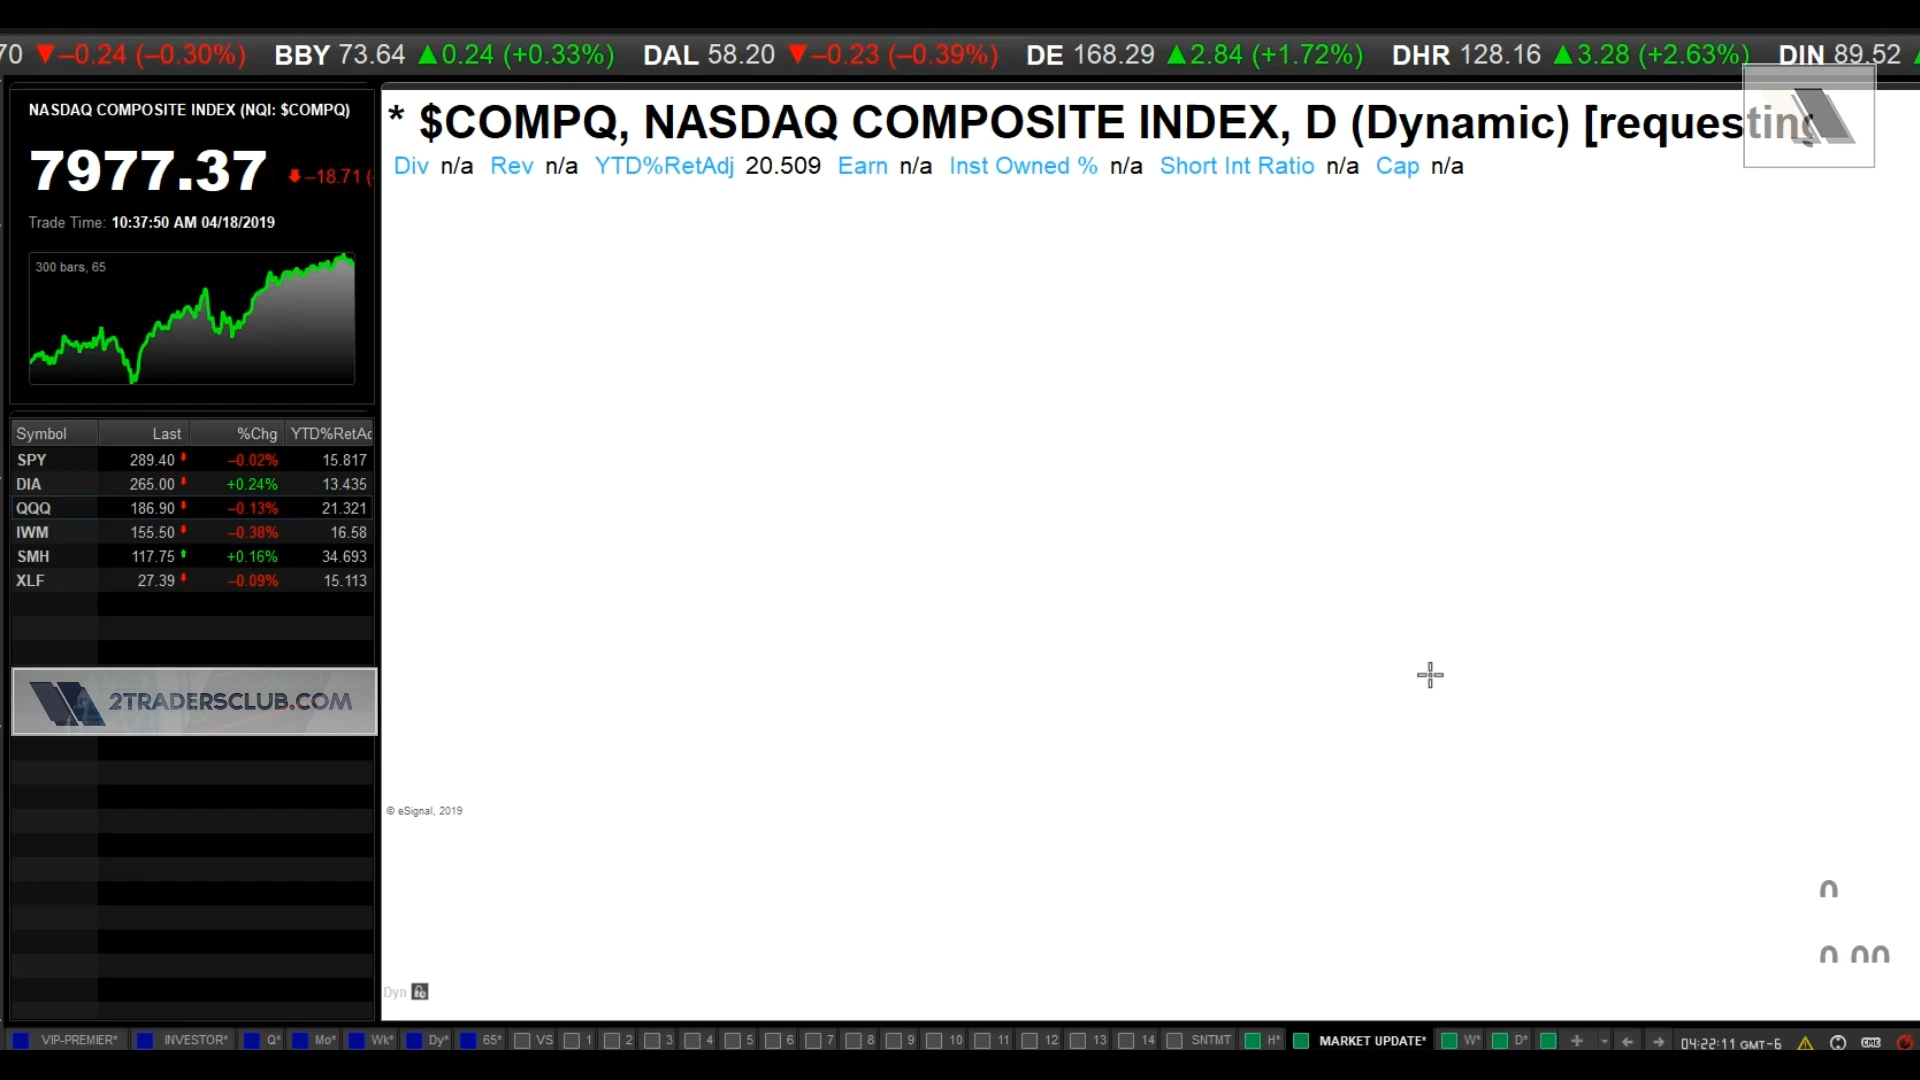 70 ▼–0.24 (–0.30%) BBY 73.64 ▲0.24 (+0.33%) DAL 58.20 ▼–0.23 (–0.39%) DE 168.29 ▲2.84 (+1.72%) DHR 128.16 ▲3.28 (+2.63%) DIN 89.52
NASDAQ COMPOSITE INDEX (NQI: $COMPQ)
7977.37 –18.71 (
Trade Time: 10:37:50 AM 04/18/2019
300 bars, 65
* $COMPQ, NASDAQ COMPOSITE INDEX, D (Dynamic) [requesting
Div n/a Rev n/a YTD%RetAdj 20.509 Earn n/a Inst Owned % n/a Short Int Ratio n/a Cap n/a
Symbol Last %Chg YTD%RetAd
SPY 289.40 –0.02% 15.817
DIA 265.00 +0.24% 13.435
QQQ 186.90 –0.13% 21.321
IWM 155.50 –0.38% 16.58
SMH 117.75 +0.16% 34.693
XLF 27.39 –0.09% 15.113
2TRADERSCLUB.COM
© eSignal, 2019
Dyn
VIP-PREMIER* INVESTOR* Q* Mo* Wk* Dy* 65* VS 1 2 3 4 5 6 7 8 9 10 11 12 13 14 SNTMT H* MARKET UPDATE* W* D* 04:22:11 GMT-6 CME